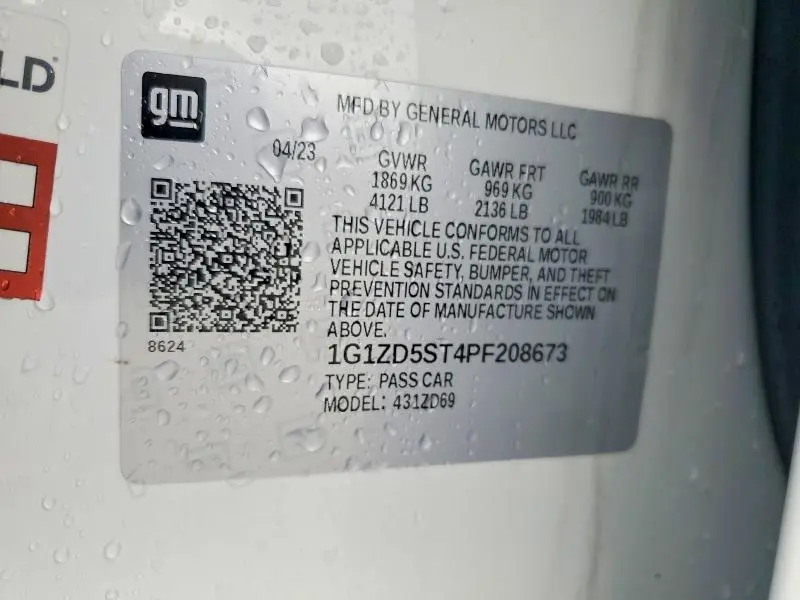 LD
gm
MFD BY GENERAL MOTORS LLC
04/23
GVWR GAWR FRT GAWR RR
1869 KG 969 KG 900 KG
4121 LB 2136 LB 1984 LB
THIS VEHICLE CONFORMS TO ALL
APPLICABLE U.S. FEDERAL MOTOR
VEHICLE SAFETY, BUMPER, AND THEFT
PREVENTION STANDARDS IN EFFECT ON
THE DATE OF MANUFACTURE SHOWN
ABOVE.
8624
1G1ZD5ST4PF208673
TYPE: PASS CAR
MODEL: 431ZD69